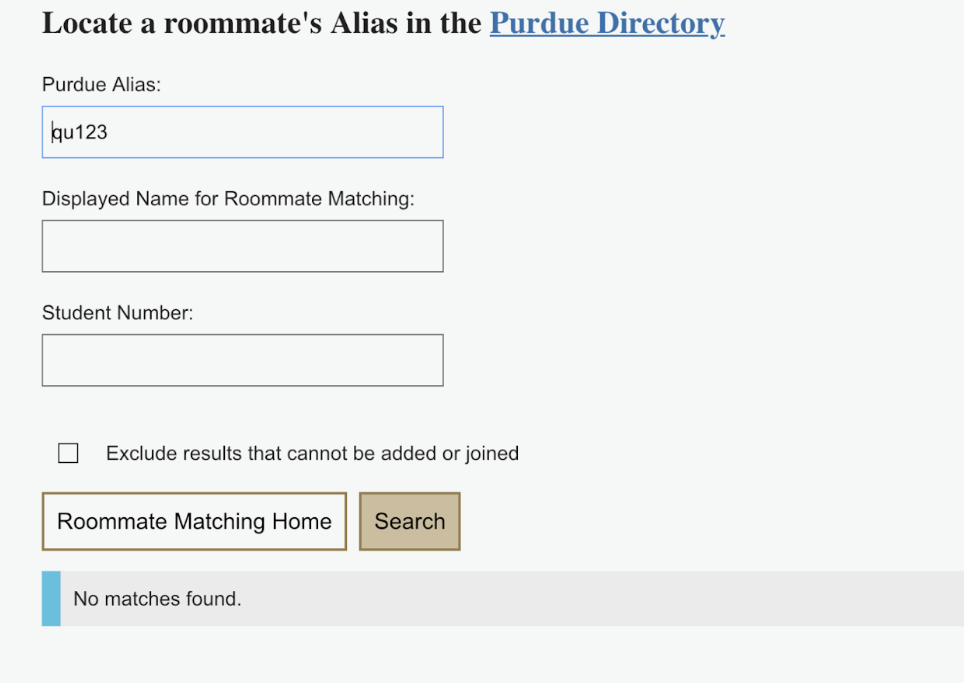 Locate a roommate's Alias in the Purdue Directory
Purdue Alias:
qu123
Displayed Name for Roommate Matching:
Student Number:
Exclude results that cannot be added or joined
Roommate Matching Home Search
No matches found.